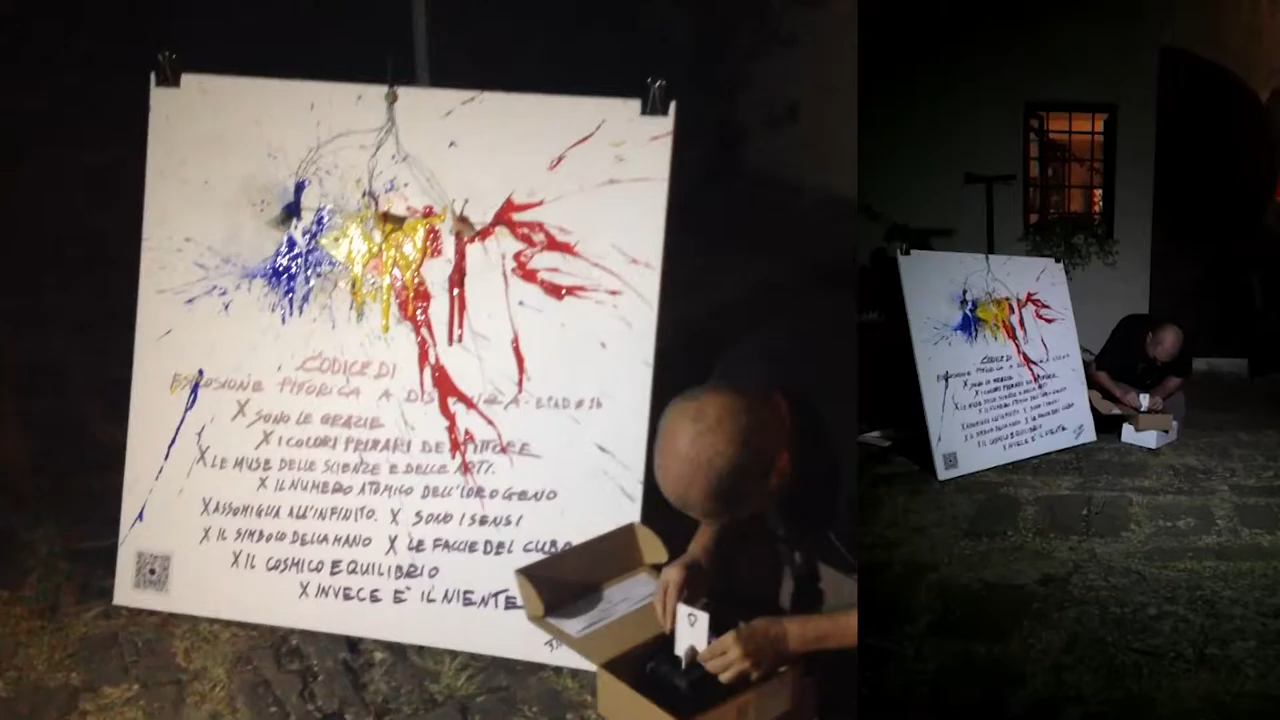 CODICE DI
ESPLOSIONE PITTORICA A DISTANZA
X SONO LE GRAZIE
X I COLORI PRIMARI DEL PITTORE
X LE MUSE DELLE SCIENZE E DELLE ARTI.
X IL NUMERO ATOMICO DELL'
X ASSOMIGLIA ALL'INFINITO. X SONO I SENSI
X IL SIMBOLO DELLA MANO X LE FACCIE DEL CUBO
X IL COSMICO EQUILIBRIO
X INVECE E' IL NIENTE